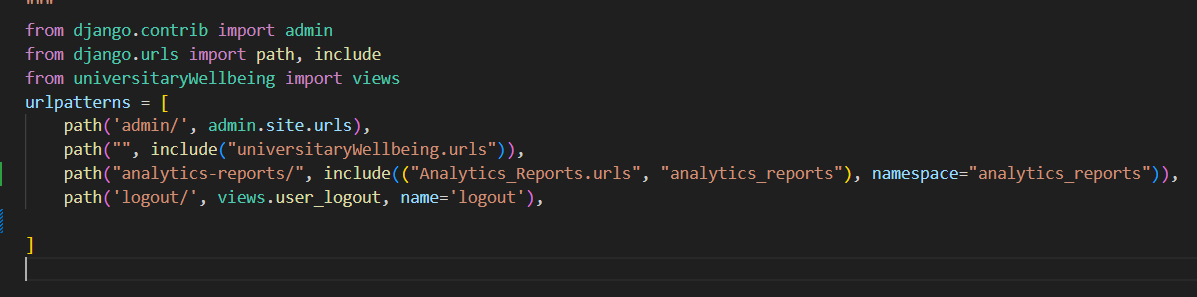 """
from django.contrib import admin
from django.urls import path, include
from universitaryWellbeing import views
urlpatterns = [
    path('admin/', admin.site.urls),
    path("", include("universitaryWellbeing.urls")),
    path("analytics-reports/", include(("Analytics_Reports.urls", "analytics_reports"), namespace="analytics_reports")),
    path('logout/', views.user_logout, name='logout'),
]